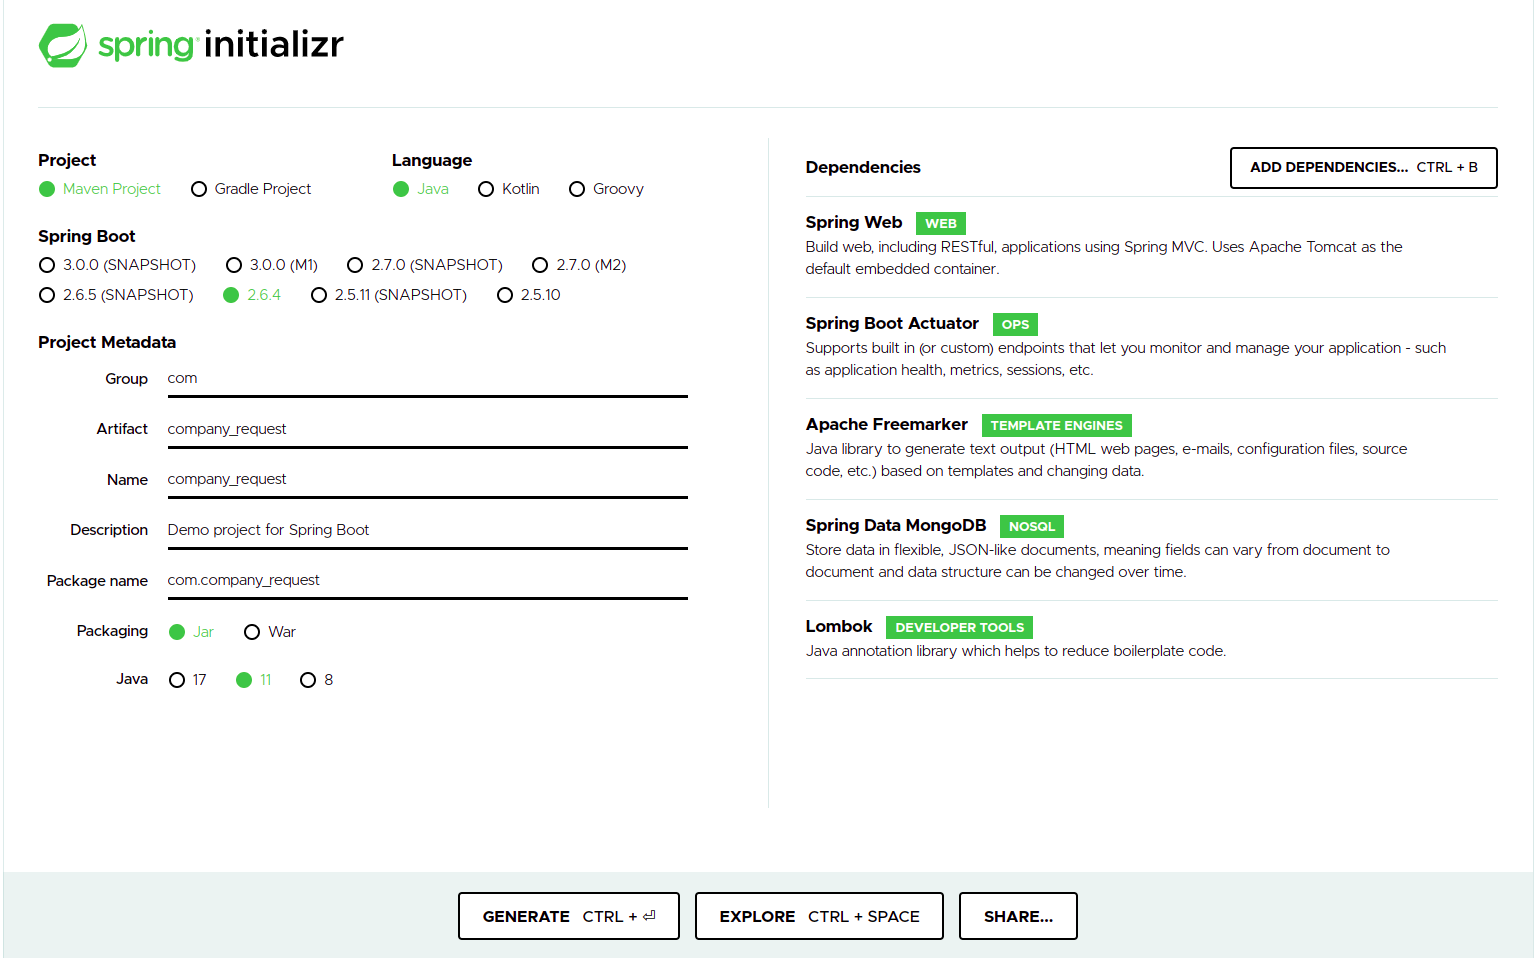 spring initializr
Project
Maven Project Gradle Project
Language
Java Kotlin Groovy
Spring Boot
3.0.0 (SNAPSHOT) 3.0.0 (M1) 2.7.0 (SNAPSHOT) 2.7.0 (M2)
2.6.5 (SNAPSHOT) 2.6.4 2.5.11 (SNAPSHOT) 2.5.10
Project Metadata
Group com
Artifact company_request
Name company_request
Description Demo project for Spring Boot
Package name com.company_request
Packaging Jar War
Java 17 11 8
Dependencies ADD DEPENDENCIES... CTRL + B
Spring Web WEB
Build web, including RESTful, applications using Spring MVC. Uses Apache Tomcat as the
default embedded container.
Spring Boot Actuator OPS
Supports built in (or custom) endpoints that let you monitor and manage your application - such
as application health, metrics, sessions, etc.
Apache Freemarker TEMPLATE ENGINES
Java library to generate text output (HTML web pages, e-mails, configuration files, source
code, etc.) based on templates and changing data.
Spring Data MongoDB NOSQL
Store data in flexible, JSON-like documents, meaning fields can vary from document to
document and data structure can be changed over time.
Lombok DEVELOPER TOOLS
Java annotation library which helps to reduce boilerplate code.
GENERATE CTRL + ⏎ EXPLORE CTRL + SPACE SHARE...